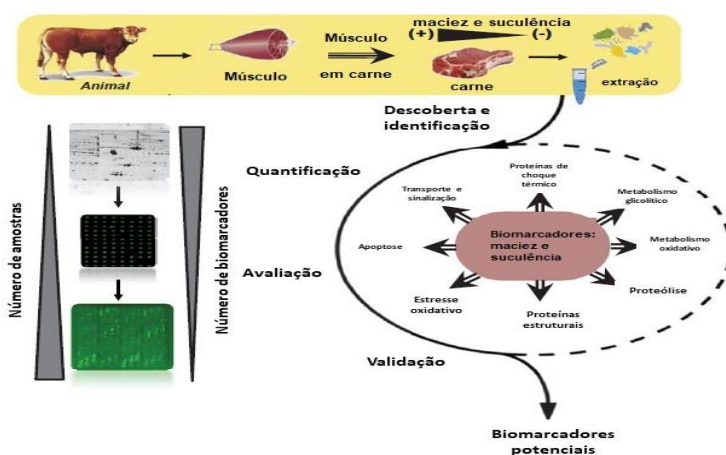 maciez e suculência
(+) (-)
Músculo
em carne
Animal
Músculo
carne
extração
Descoberta e
identificação
Quantificação
Avaliação
Validação
Número de amostras
Número de biomarcadores
Proteínas de
choque
térmico
Transporte e
sinalização
Metabolismo
glicolítico
Apoptose
Biomarcadores:
maciez e
suculência
Metabolismo
oxidativo
Estresse
oxidativo
Proteínas
estruturais
Proteólise
Biomarcadores
potenciais